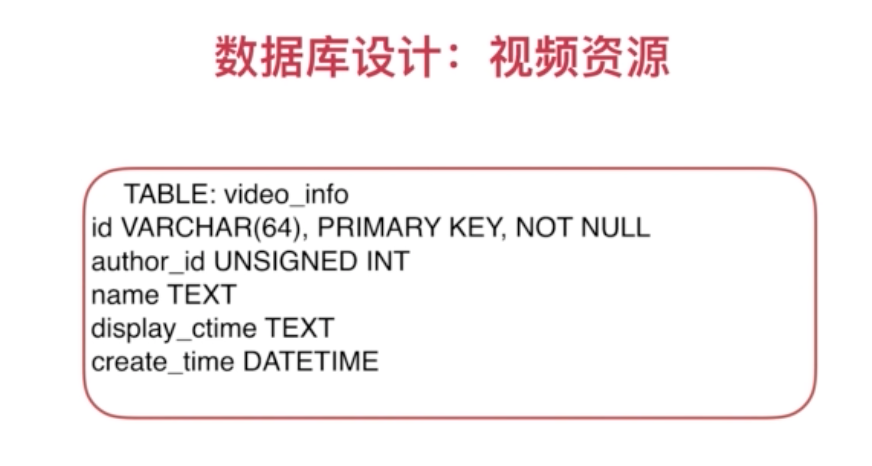 数据库设计：视频资源
TABLE: video_info
id VARCHAR(64), PRIMARY KEY, NOT NULL
author_id UNSIGNED INT
name TEXT
display_ctime TEXT
create_time DATETIME